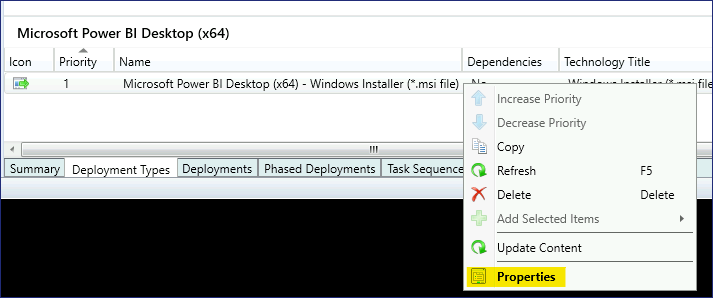 Microsoft Power BI Desktop (x64)
Icon Priority Name Dependencies Technology Title
1 Microsoft Power BI Desktop (x64) - Windows Installer (*.msi file) No Windows Installer (*.msi file)
Increase Priority
Decrease Priority
Copy
Summary Deployment Types Deployments Phased Deployments Task Sequence
Refresh F5
Delete Delete
Add Selected Items
Update Content
Properties